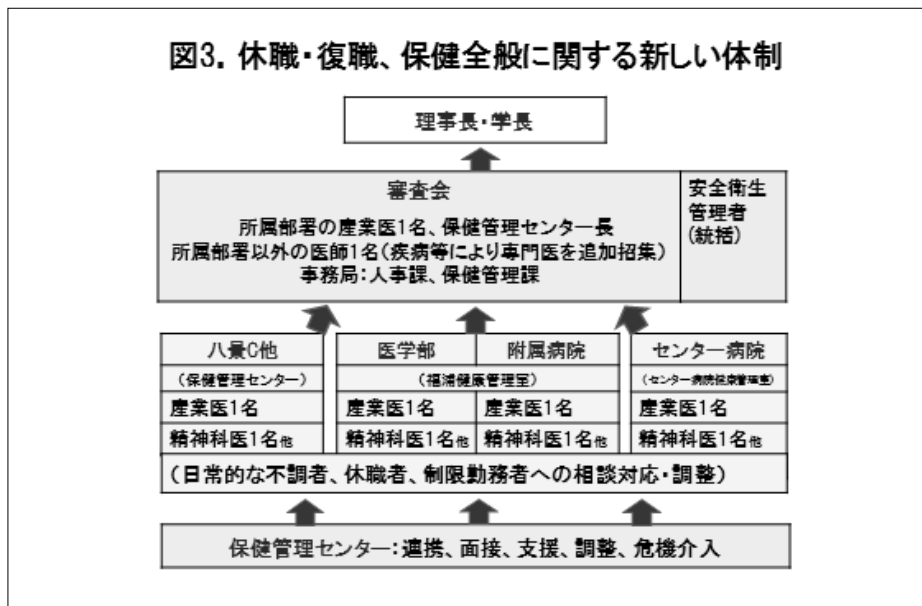 図3. 休職・復職、保健全般に関する新しい体制
理事長・学長
審査会
所属部署の産業医1名、保健管理センター長
所属部署以外の医師1名(疾病等により専門医を追加招集)
事務局:人事課、保健管理課
安全衛生
管理者
(統括)
八景C他
(保健管理センター)
産業医1名
精神科医1名他
医学部
附属病院
(福浦健康管理室)
産業医1名
産業医1名
精神科医1名他
精神科医1名他
センター病院
(センター病院健康管理室)
産業医1名
精神科医1名他
(日常的な不調者、休職者、制限勤務者への相談対応・調整)
保健管理センター:連携、面接、支援、調整、危機介入